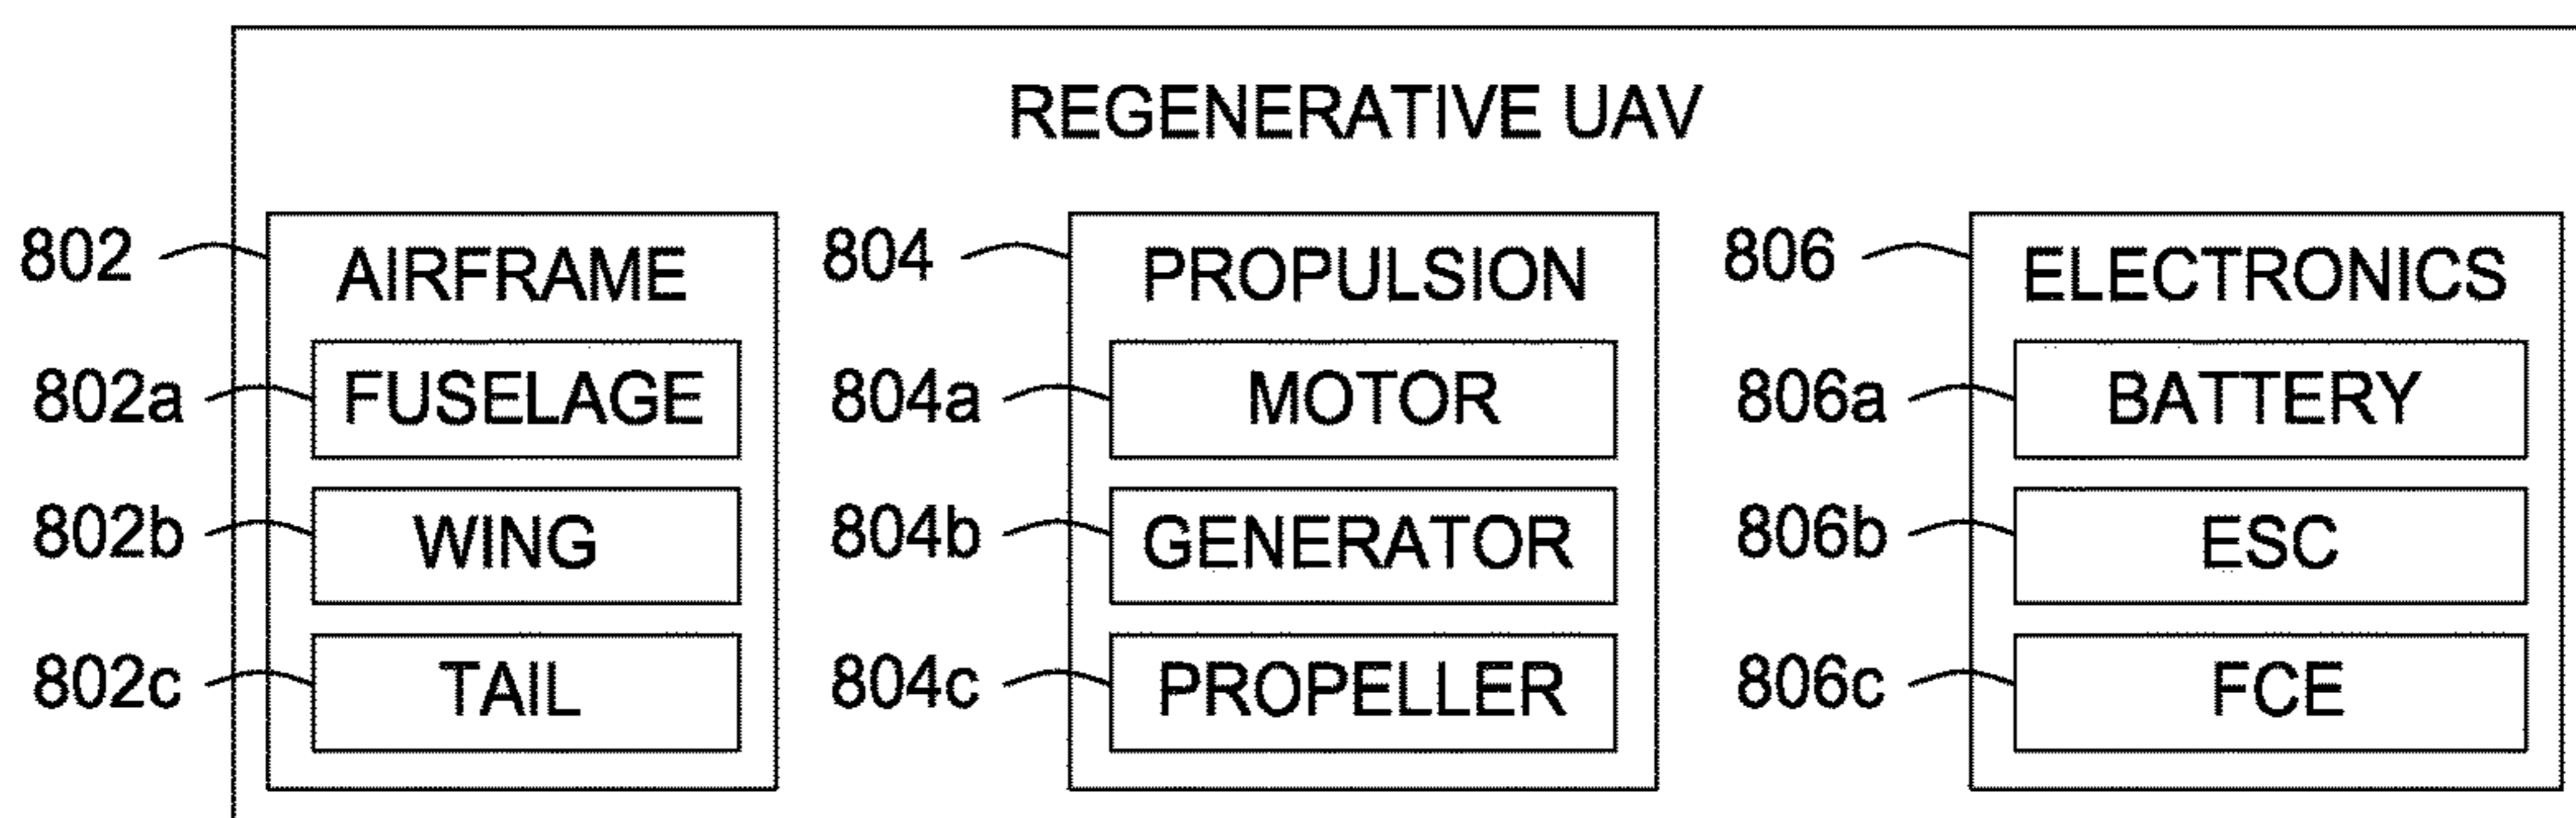 REGENERATIVE UAV
802 AIRFRAME
802a FUSELAGE
802b WING
802c TAIL
804 PROPULSION
804a MOTOR
804b GENERATOR
804c PROPELLER
806 ELECTRONICS
806a BATTERY
806b ESC
806c FCE